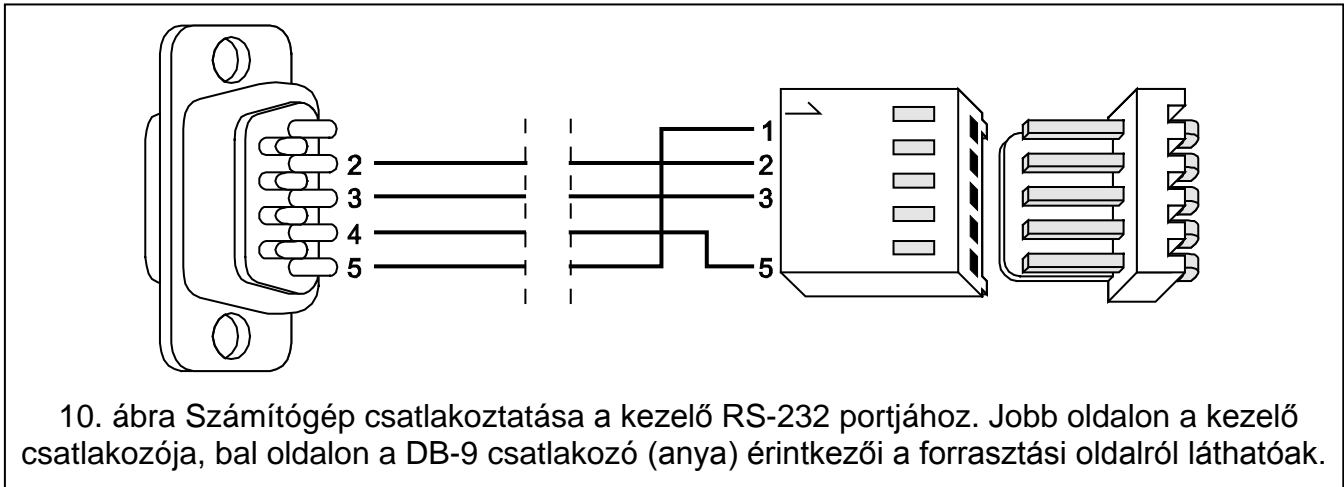 1
2 2
3 3
4
5 5
10. ábra Számítógép csatlakoztatása a kezelő RS-232 portjához. Jobb oldalon a kezelő
csatlakozója, bal oldalon a DB-9 csatlakozó (anya) érintkezői a forrasztási oldalról láthatóak.